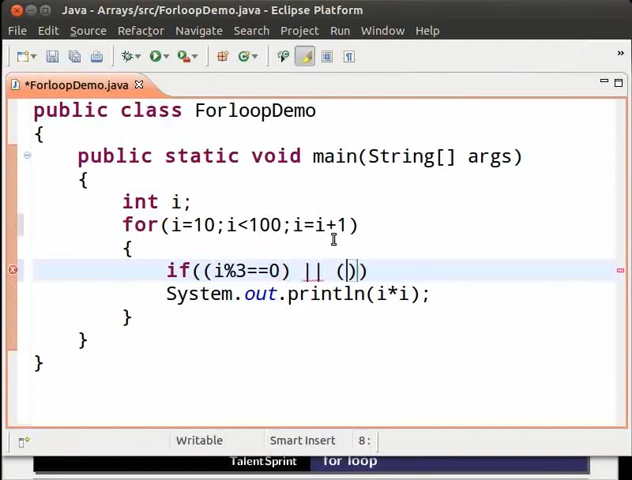 Java - Arrays/src/ForloopDemo.java - Eclipse Platform
File Edit Source Refactor Navigate Search Project Run Window Help
*ForloopDemo.java
public class ForloopDemo
{
public static void main(String[] args)
{
int i;
for(i=10;i<100;i=i+1)
{
if((i%3==0) || ())
System.out.println(i*i);
}
}
}
Writable Smart Insert 8:
TalentSprint for loop